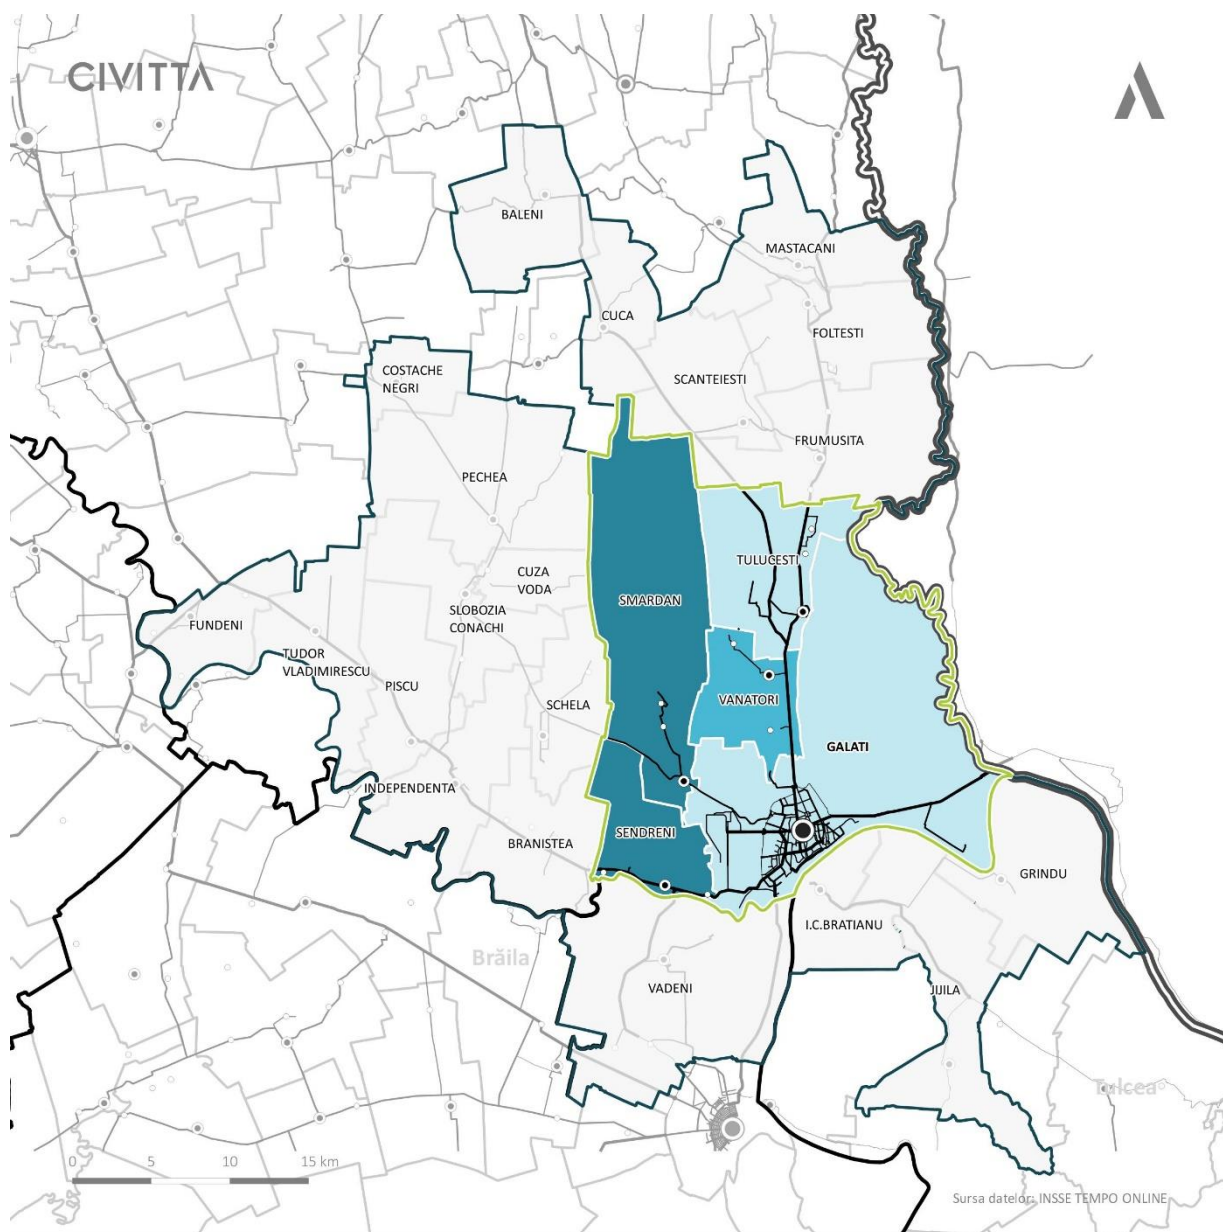 CIVITTA
BALENI
MASTACANI
CUCA
FOLTESTI
COSTACHE
NEGRI
SCANTEIESTI
FRUMUSITA
PECHEA
TULUCESTI
CUZA
VODA
SMARDAN
SLOBOZIA
CONACHI
FUNDENI
TUDOR
VLADIMIRESCU
PISCU
SCHELA
VANATORI
GALATI
INDEPENDENTA
SENDRENI
BRANISTEA
GRINDU
I.C.BRATIANU
Brăila
VADENI
JIJILA
Tulcea
0 5 10 15 km
Sursa datelor: INSSE TEMPO ONLINE